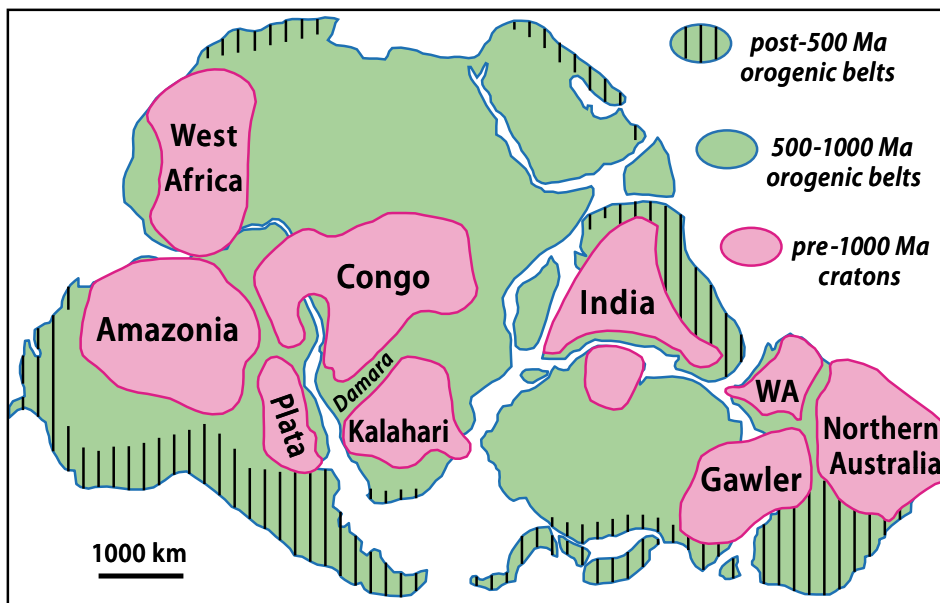 post-500 Ma
orogenic belts
500-1000 Ma
orogenic belts
pre-1000 Ma
cratons
West
Africa
Congo
India
Amazonia
Damara
WA
Plata
Kalahari
Northern
Australia
Gawler
1000 km